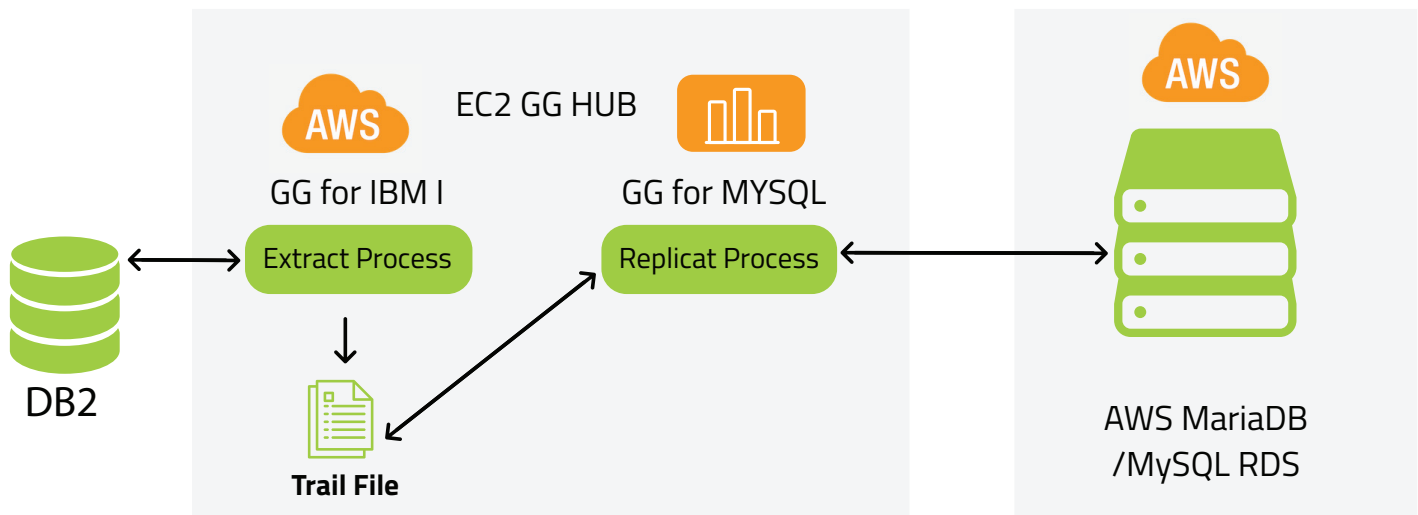 AWS
EC2 GG HUB
GG for IBM I
GG for MYSQL
Extract Process
Replicat Process
DB2
Trail File
AWS
AWS MariaDB
/MySQL RDS